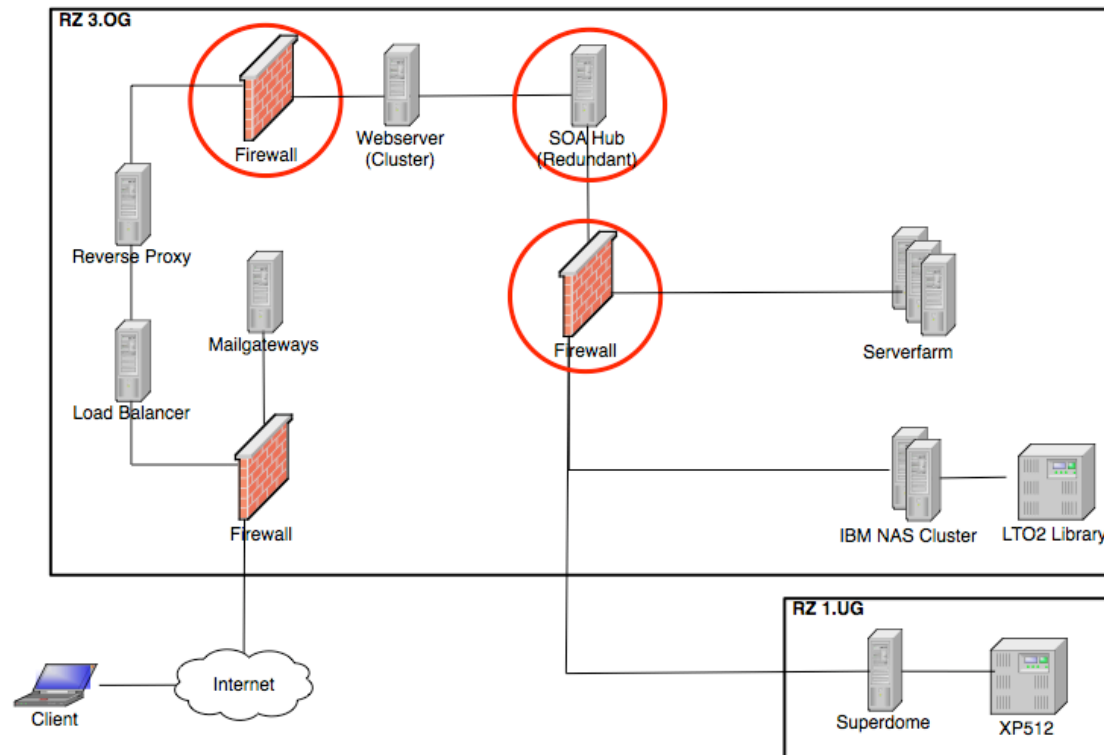 RZ 3.OG
Firewall
Webserver
(Cluster)
SOA Hub
(Redundant)
Reverse Proxy
Mailgateways
Firewall
Serverfarm
Load Balancer
Firewall
IBM NAS Cluster
LTO2 Library
RZ 1.UG
Internet
Client
Superdome
XP512